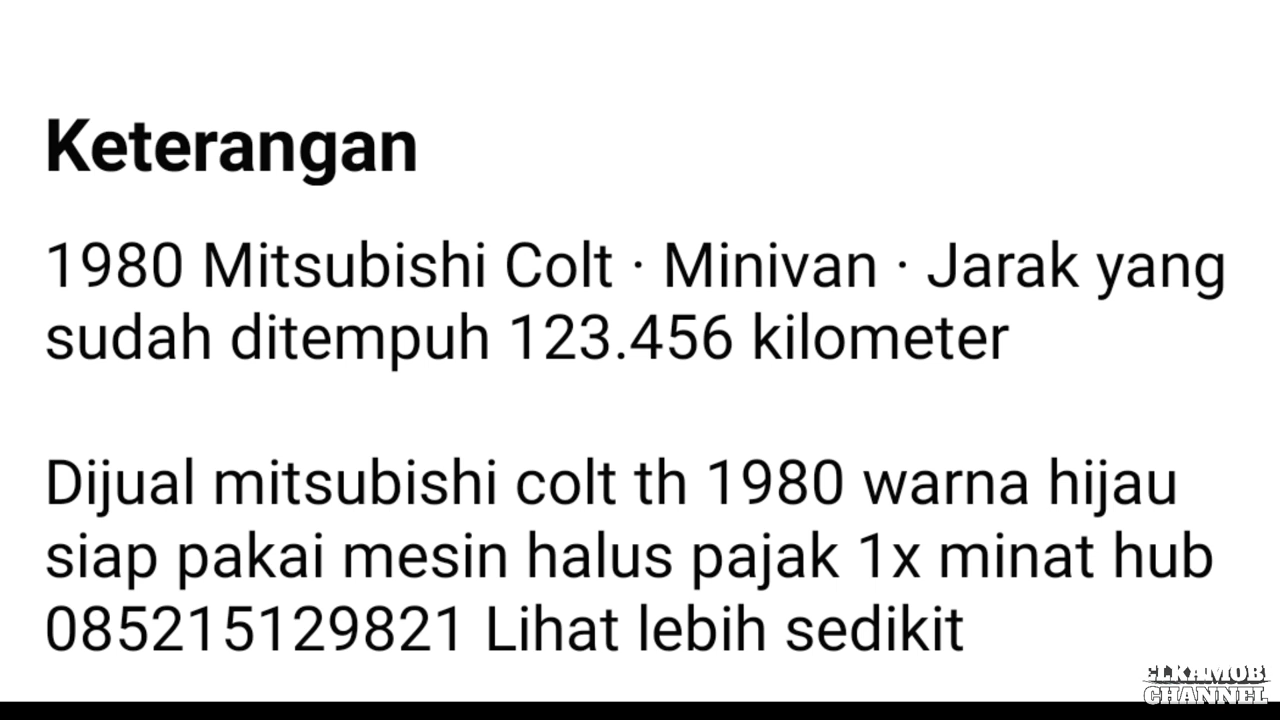 Keterangan
1980 Mitsubishi Colt · Minivan · Jarak yang
sudah ditempuh 123.456 kilometer
Dijual mitsubishi colt th 1980 warna hijau
siap pakai mesin halus pajak 1x minat hub
085215129821 Lihat lebih sedikit
ELKAMOB
CHANNEL